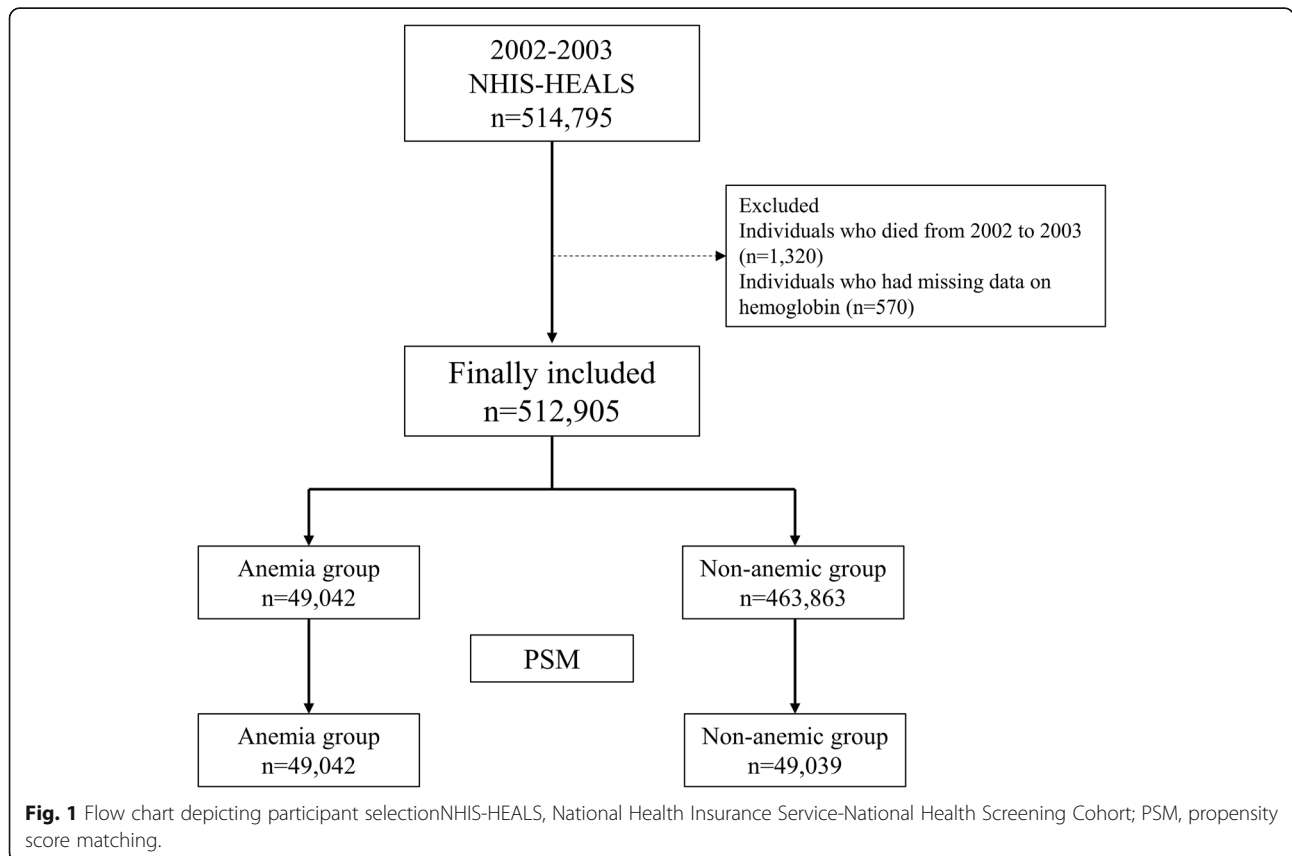 2002-2003
NHIS-HEALS
n=514,795
Excluded
Individuals who died from 2002 to 2003
(n=1,320)
Individuals who had missing data on
hemoglobin (n=570)
Finally included
n=512,905
Anemia group
n=49,042
Non-anemic group
n=463,863
PSM
Anemia group
n=49,042
Non-anemic group
n=49,039
Fig. 1 Flow chart depicting participant selectionNHIS-HEALS, National Health Insurance Service-National Health Screening Cohort; PSM, propensity
score matching.